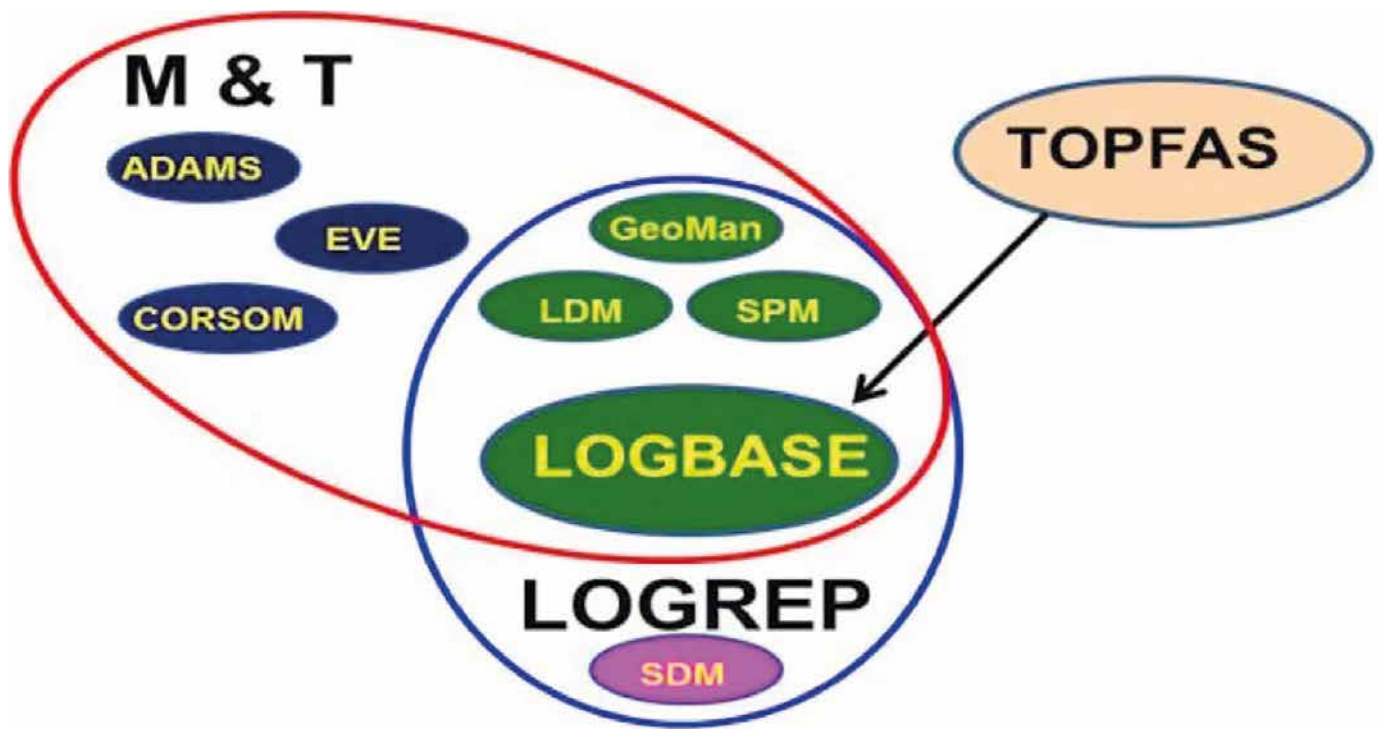 M & T
ADAMS
EVE
CORSOM
GeoMan
LDM
SPM
TOPFAS
LOGBASE
LOGREP
SDM